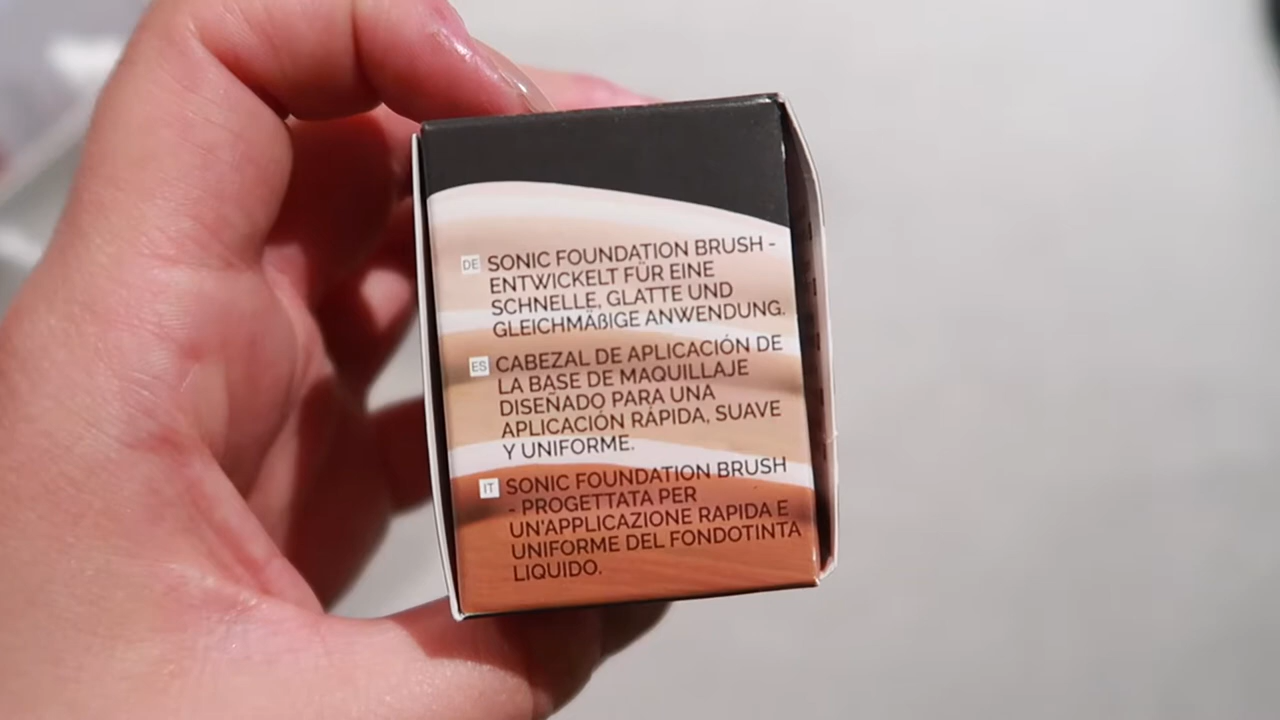 DE SONIC FOUNDATION BRUSH -
ENTWICKELT FÜR EINE
SCHNELLE, GLATTE UND
GLEICHMÄßIGE ANWENDUNG.
ES CABEZAL DE APLICACIÓN DE
LA BASE DE MAQUILLAJE
DISEÑADO PARA UNA
APLICACIÓN RÁPIDA, SUAVE
Y UNIFORME.
IT SONIC FOUNDATION BRUSH
- PROGETTATA PER
UN'APPLICAZIONE RAPIDA E
UNIFORME DEL FONDOTINTA
LIQUIDO.